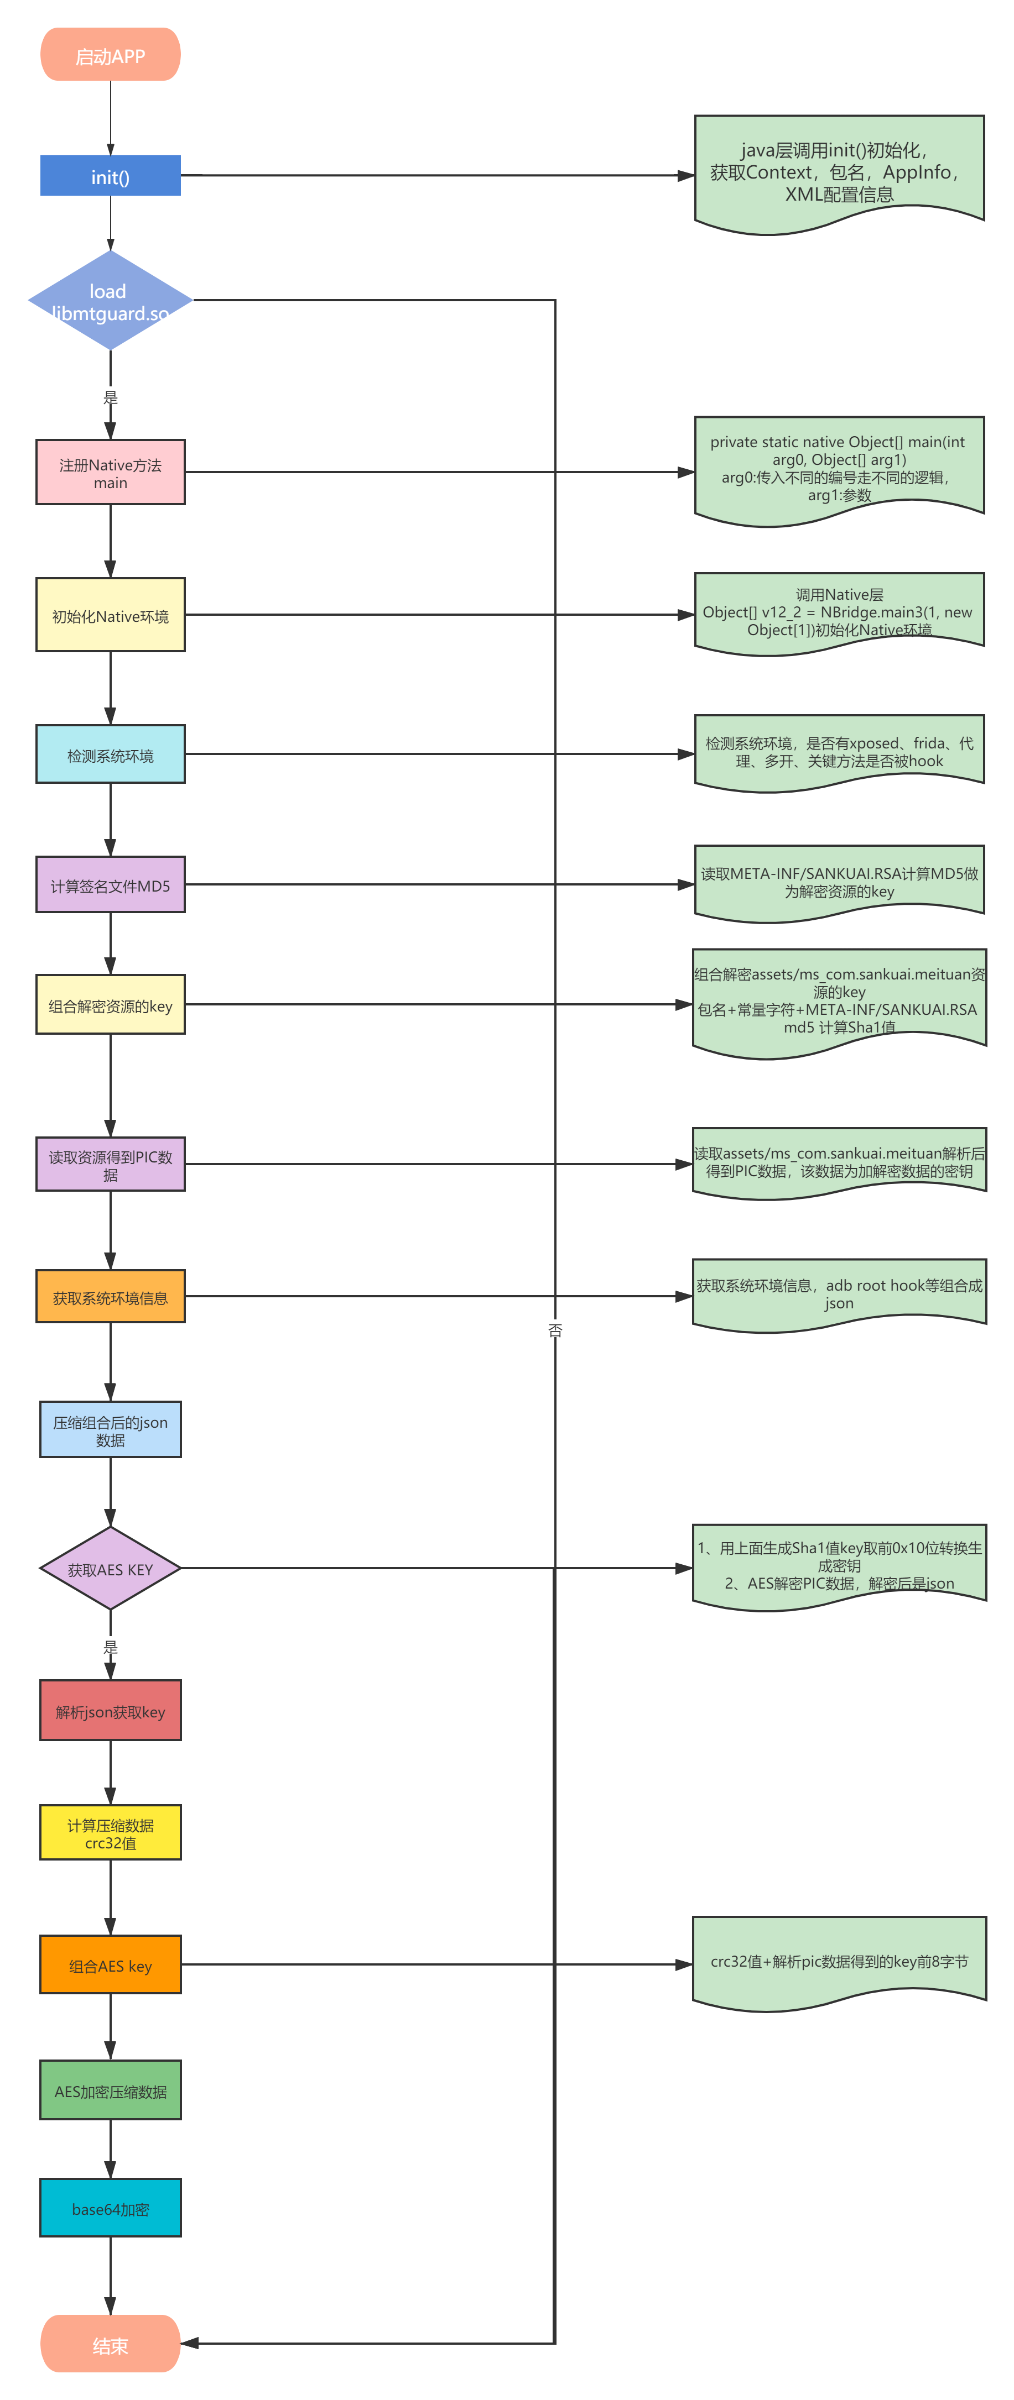 启动APP
init()
java层调用init()初始化，
获取Context，包名，AppInfo，
XML配置信息
load
libmtguard.so
是
注册Native方法
main
private static native Object[] main(int
arg0, Object[] arg1)
arg0:传入不同的编号走不同的逻辑，
arg1:参数
初始化Native环境
调用Native层
Object[] v12_2 = NBridge.main3(1, new
Object[1])初始化Native环境
检测系统环境
检测系统环境，是否有xposed、frida、代
理、多开、关键方法是否被hook
计算签名文件MD5
读取META-INF/SANKUAI.RSA计算MD5做
为解密资源的key
组合解密资源的key
组合解密assets/ms_com.sankuai.meituan资
源的key
包名+常量字符+META-INF/SANKUAI.RSA
md5 计算Sha1值
读取资源得到PIC数
据
读取assets/ms_com.sankuai.meituan解析后
得到PIC数据，该数据为加解密数据的密钥
获取系统环境信息
获取系统环境信息，adb root hook等组合成
json
否
压缩组合后的json
数据
获取AES KEY
1、用上面生成Sha1值key取前0x10位转换生
成密钥
2、AES解密PIC数据，解密后是json
是
解析json获取key
计算压缩数据
crc32值
组合AES key
crc32值+解析pic数据得到的key前8字节
AES加密压缩数据
base64加密
结束